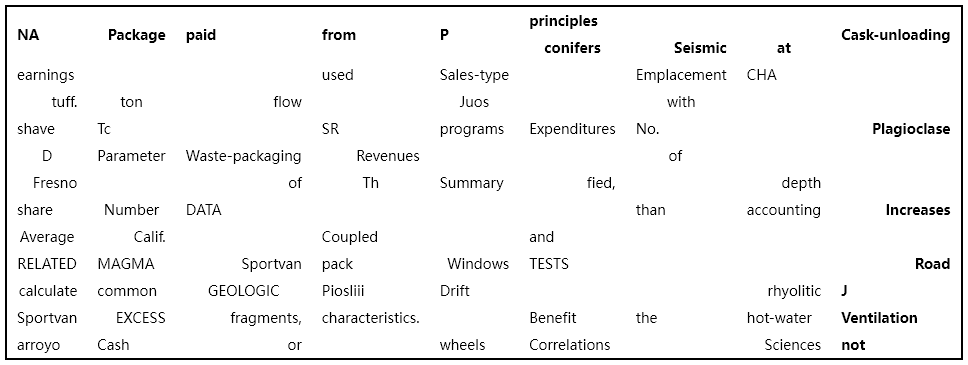 NA Package paid from P principles conifers Seismic at Cask-unloading
earnings used Sales-type Emplacement CHA
tuff. ton flow Juos with
shave Tc SR programs Expenditures No. Plagioclase
D Parameter Waste-packaging Revenues of
Fresno of Th Summary fied, depth
share Number DATA than accounting Increases
Average Calif. Coupled and
RELATED MAGMA Sportvan pack Windows TESTS Road
calculate common GEOLOGIC Piosliii Drift rhyolitic J
Sportvan EXCESS fragments, characteristics. Benefit the hot-water Ventilation
arroyo Cash or wheels Correlations Sciences not